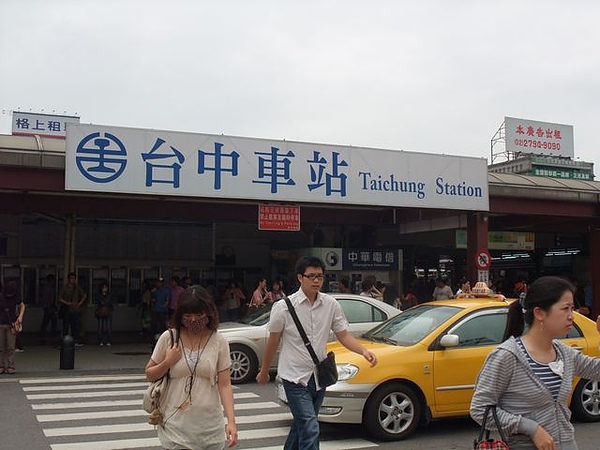 格上租
本廣告出租
(02)2790-9090
台中車站 Taichung Station
中華電信